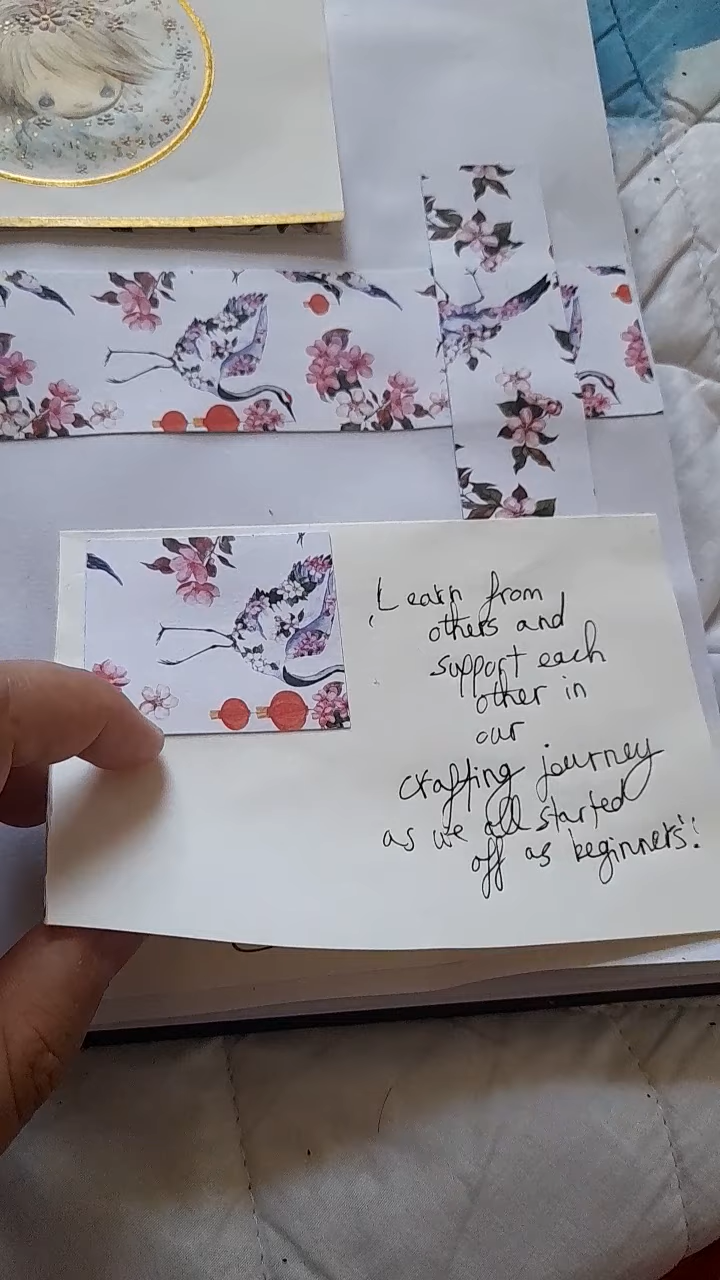 'Learn from
others and
support each
other in
our
crafting journey
as we all started
off as beginners'.